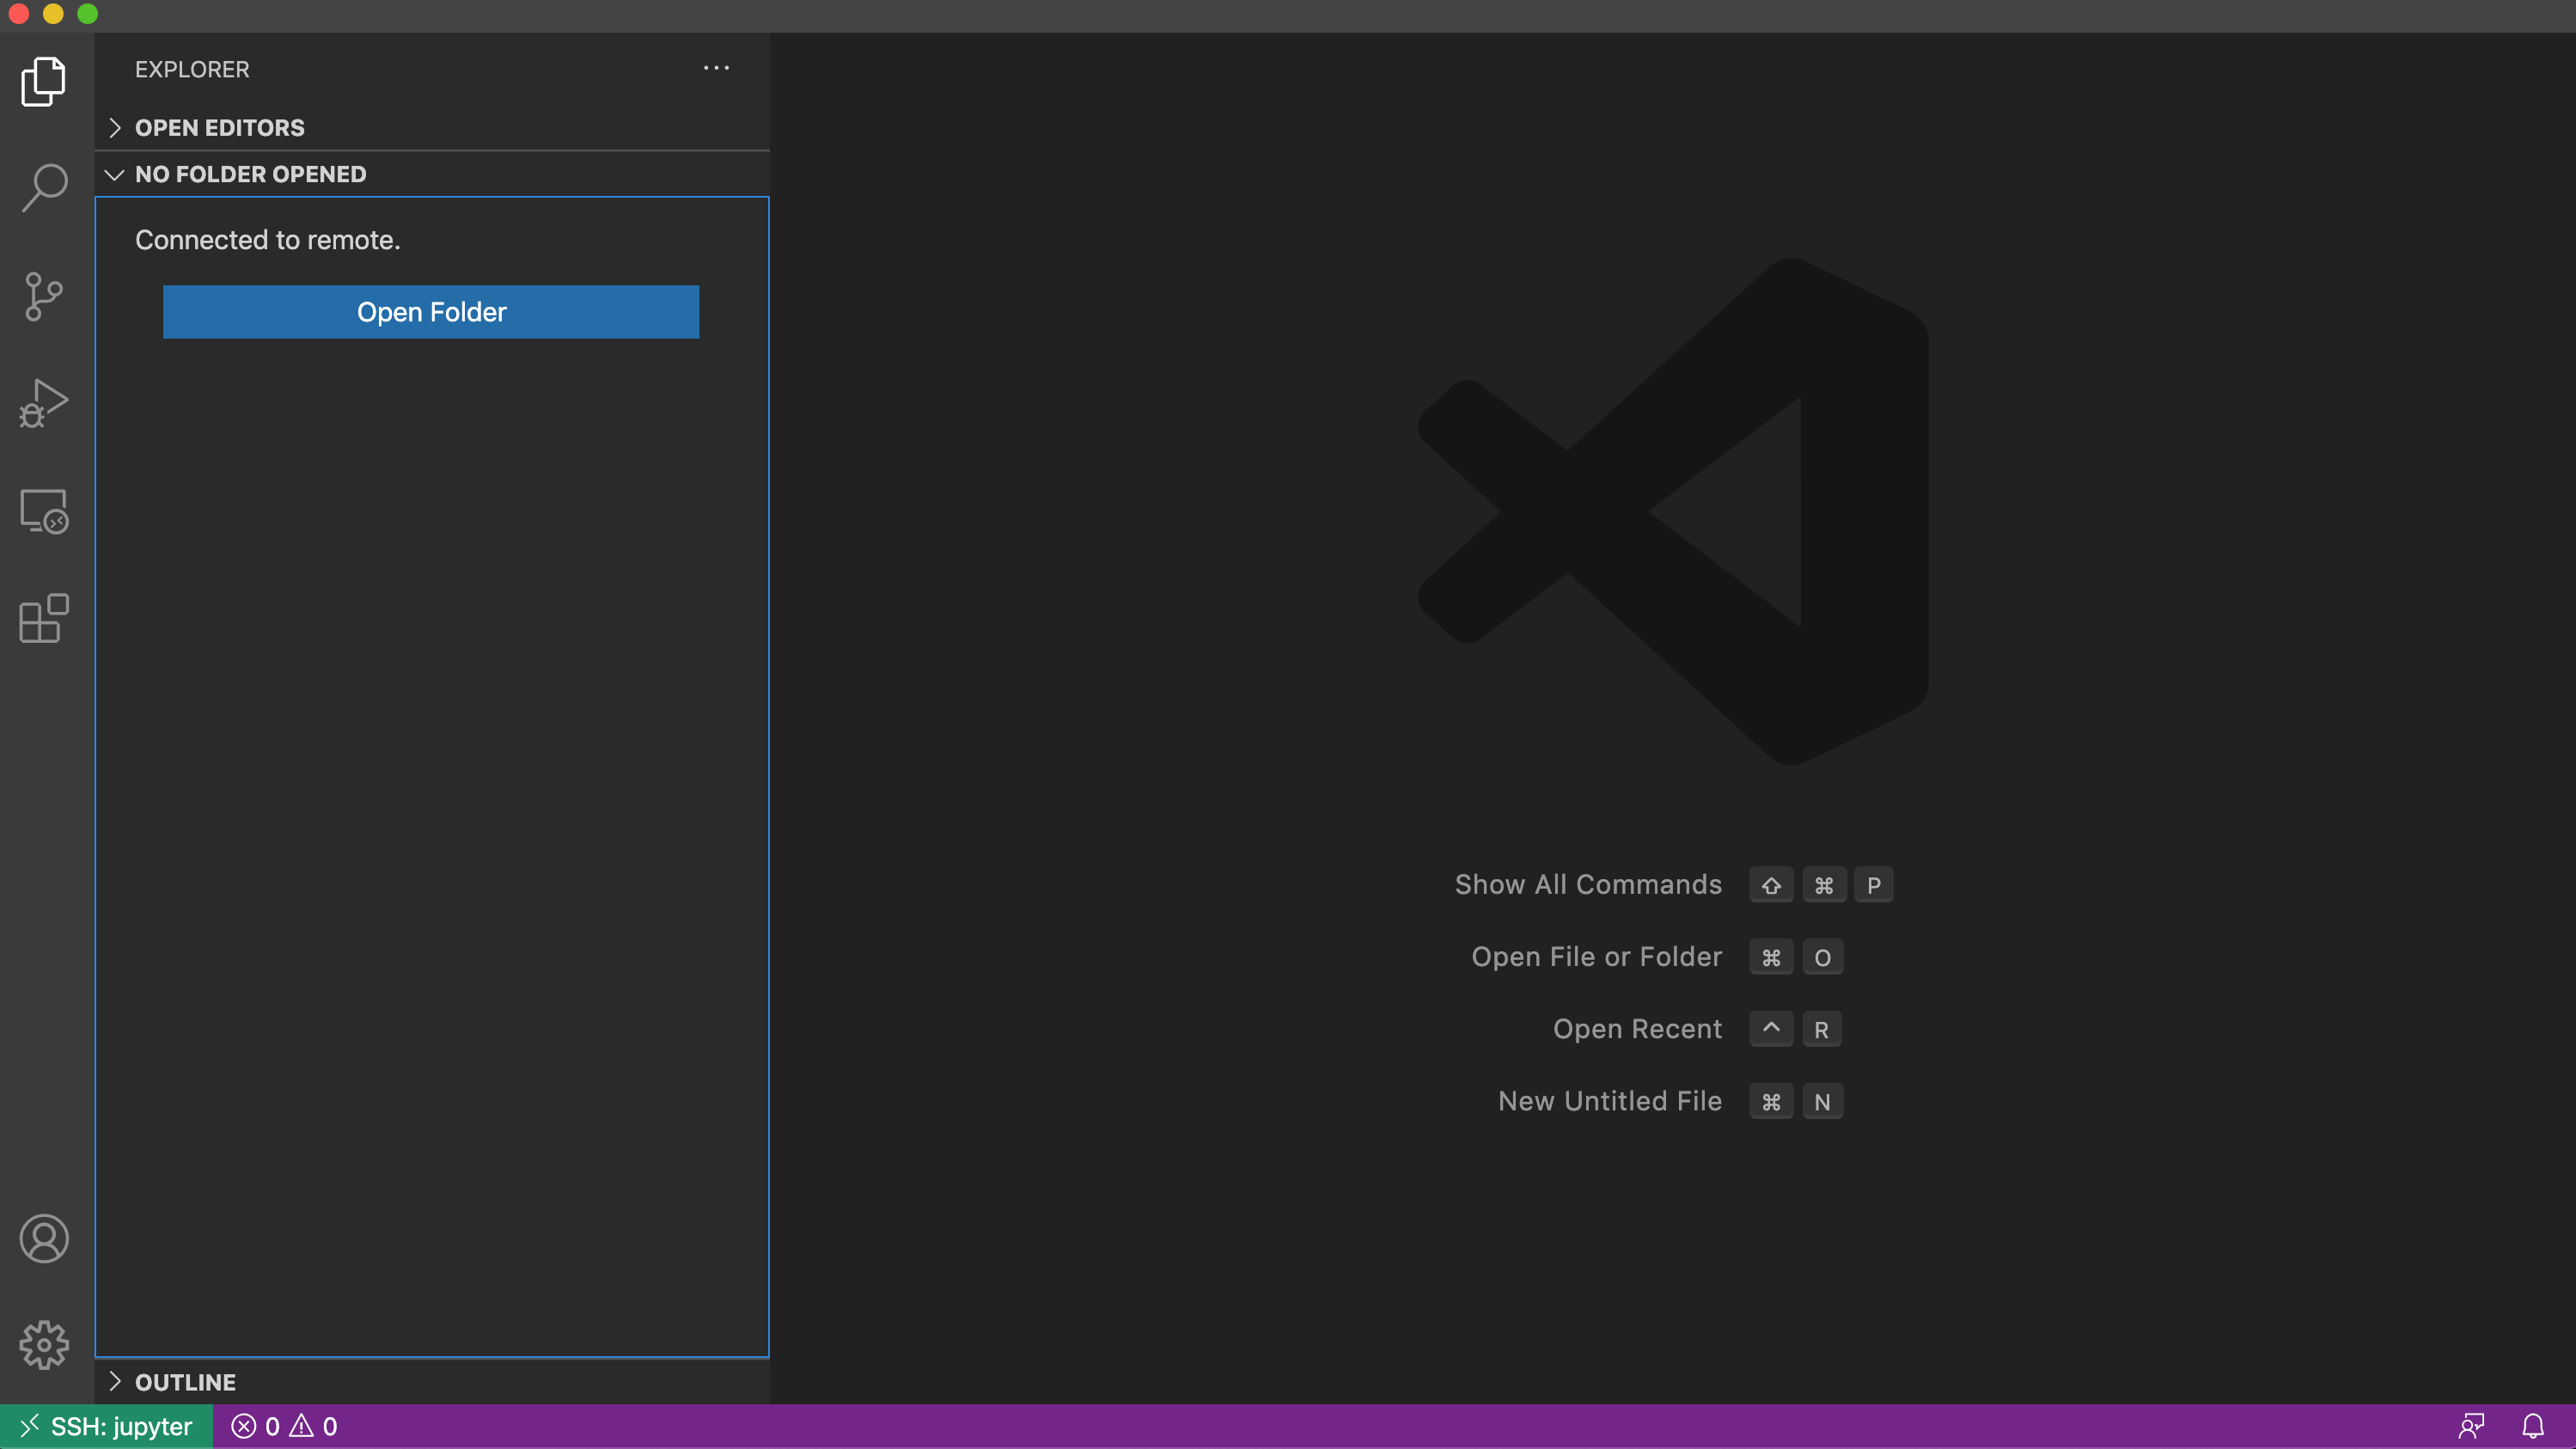 EXPLORER
OPEN EDITORS
NO FOLDER OPENED
Connected to remote.
Open Folder
Show All Commands ⇧ ⌘ P
Open File or Folder ⌘ O
Open Recent ^ R
New Untitled File ⌘ N
OUTLINE
SSH: jupyter 0 0